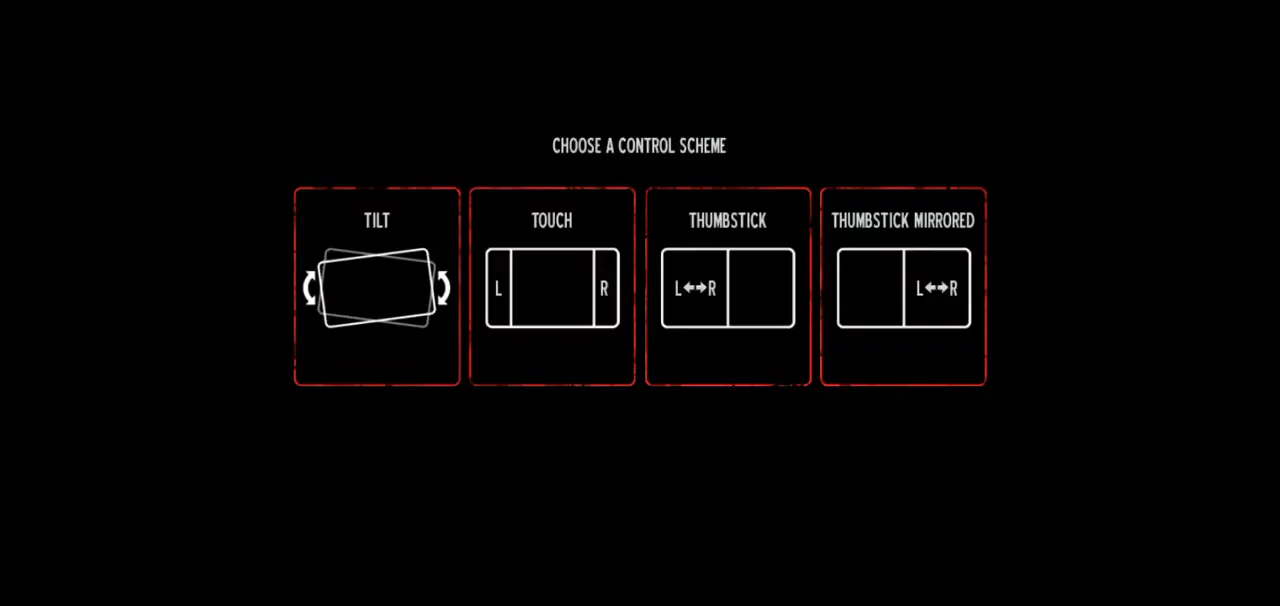 CHOOSE A CONTROL SCHEME
TILT
TOUCH
THUMBSTICK
THUMBSTICK MIRRORED
L
R
L R
L R